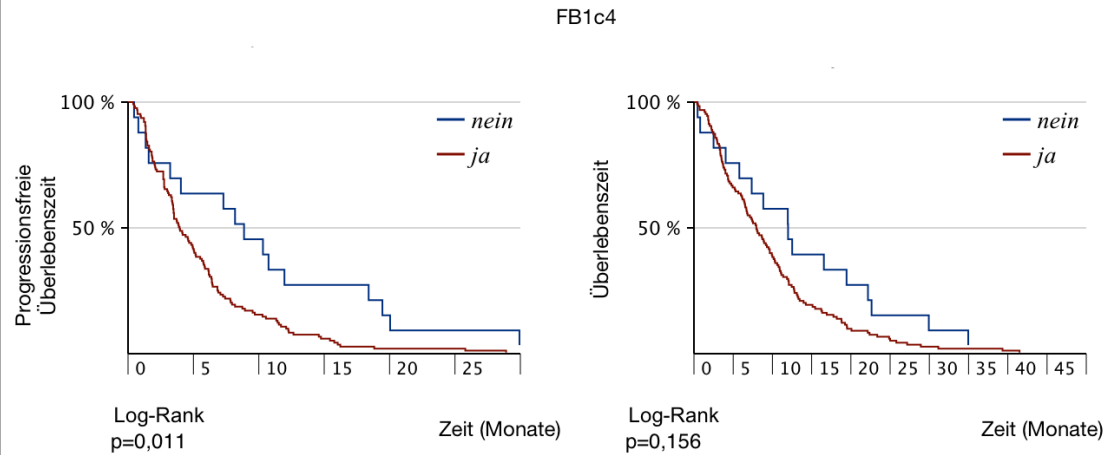 FB1c4
100 %
50 %
Progressionsfreie
Überlebenszeit
nein
ja
0 5 10 15 20 25
Log-Rank
p=0,011
Zeit (Monate)
100 %
50 %
Überlebenszeit
nein
ja
0 5 10 15 20 25 30 35 40 45
Log-Rank
p=0,156
Zeit (Monate)